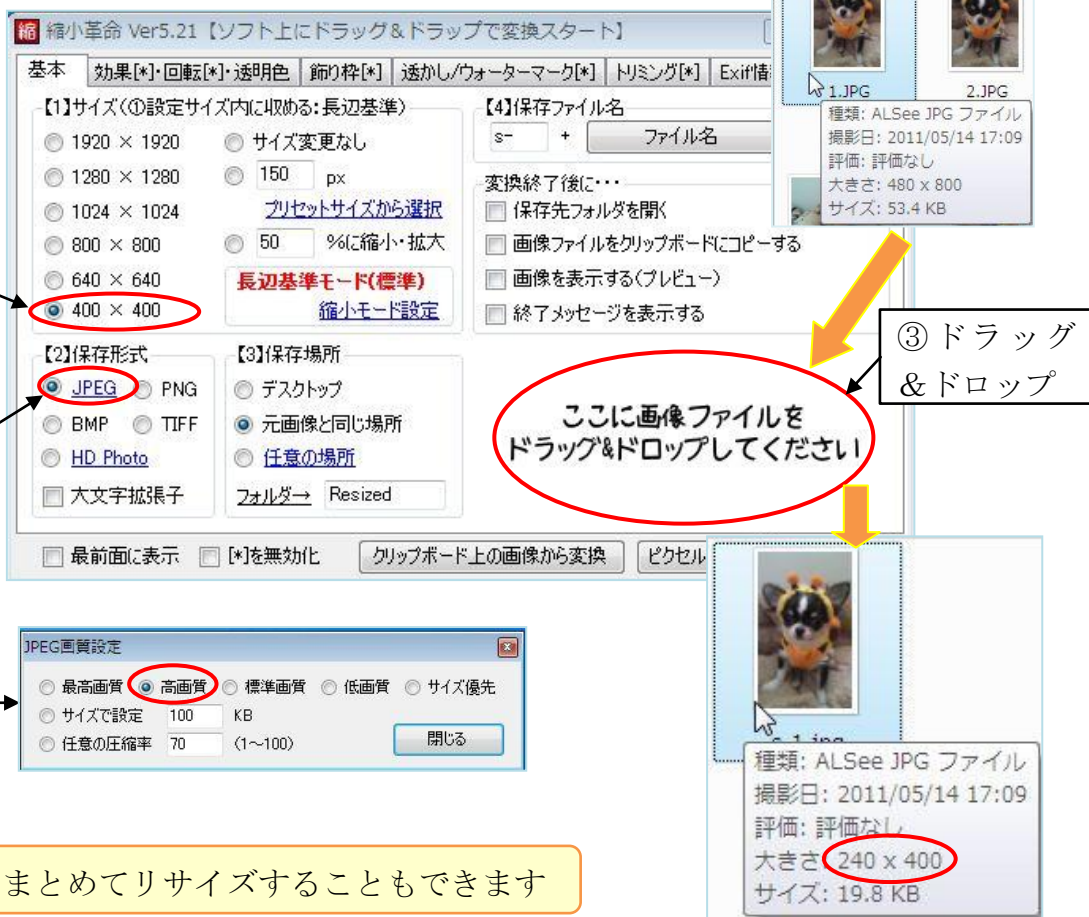 縮 縮小革命 Ver5.21【ソフト上にドラッグ&ドラップで変換スタート】
基本 効果[*]・回転[*]・透明色 飾り枠[*] 透かし/ウォーターマーク[*] トリミング[*] Exif情
【1】サイズ(①設定サイズ内に収める:長辺基準)
1920 × 1920 サイズ変更なし
1280 × 1280 150 px
1024 × 1024 プリセットサイズから選択
800 × 800 50 %に縮小・拡大
640 × 640 長辺基準モード(標準)
400 × 400 縮小モード設定
【4】保存ファイル名
s- + ファイル名
変換終了後に・・・
保存先フォルダを開く
画像ファイルをクリップボードにコピーする
画像を表示する(プレビュー)
終了メッセージを表示する
1.JPG 2.JPG
種類: ALSee JPG ファイル
撮影日: 2011/05/14 17:09
評価: 評価なし
大きさ: 480 x 800
サイズ: 53.4 KB
③ドラッグ
&ドロップ
【2】保存形式
JPEG PNG
BMP TIFF
HD Photo
大文字拡張子
【3】保存場所
デスクトップ
元画像と同じ場所
任意の場所
フォルダ→ Resized
ここに画像ファイルを
ドラッグ&ドロップしてください
最前面に表示 [*]を無効化 クリップボード上の画像から変換 ピクセル
JPEG画質設定
最高画質 高画質 標準画質 低画質 サイズ優先
サイズで設定 100 KB
任意の圧縮率 70 (1~100) 閉じる
種類: ALSee JPG ファイル
撮影日: 2011/05/14 17:09
評価: 評価なし
大きさ: 240 x 400
サイズ: 19.8 KB
まとめてリサイズすることもできます